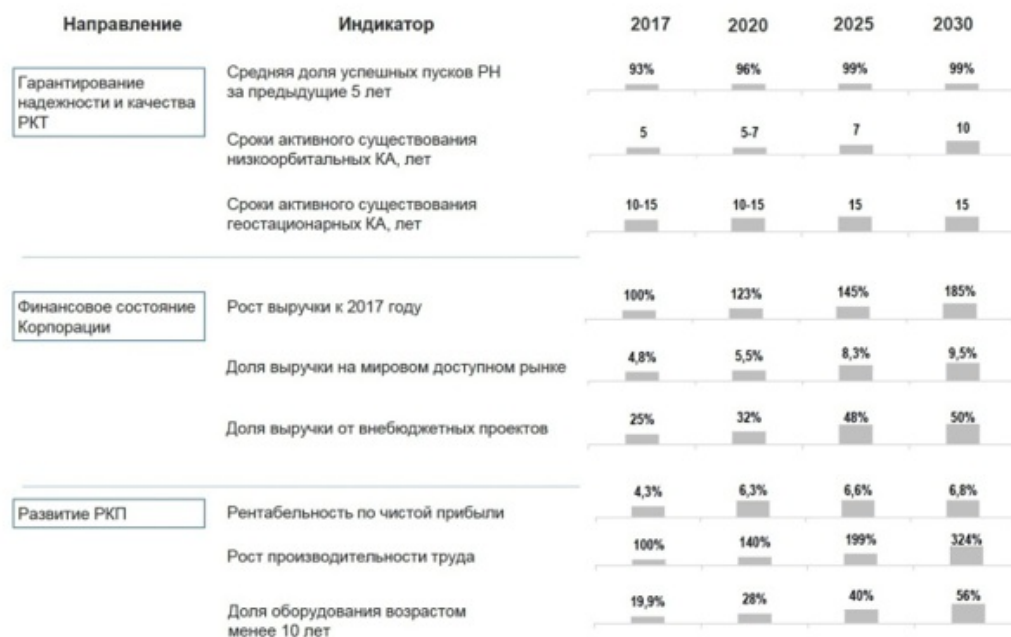 Направление Индикатор 2017 2020 2025 2030
Гарантирование
надежности и качества
РКТ
Средняя доля успешных пусков РН
за предыдущие 5 лет
93% 96% 99% 99%
Сроки активного существования
низкоорбитальных КА, лет
5 5-7 7 10
Сроки активного существования
геостационарных КА, лет
10-15 10-15 15 15
Финансовое состояние
Корпорации
Рост выручки к 2017 году
100% 123% 145% 185%
Доля выручки на мировом доступном рынке
4,8% 5,5% 8,3% 9,5%
Доля выручки от внебюджетных проектов
25% 32% 48% 50%
Развитие РКП
Рентабельность по чистой прибыли
4,3% 6,3% 6,6% 6,8%
Рост производительности труда
100% 140% 199% 324%
Доля оборудования возрастом
менее 10 лет
19,9% 28% 40% 56%